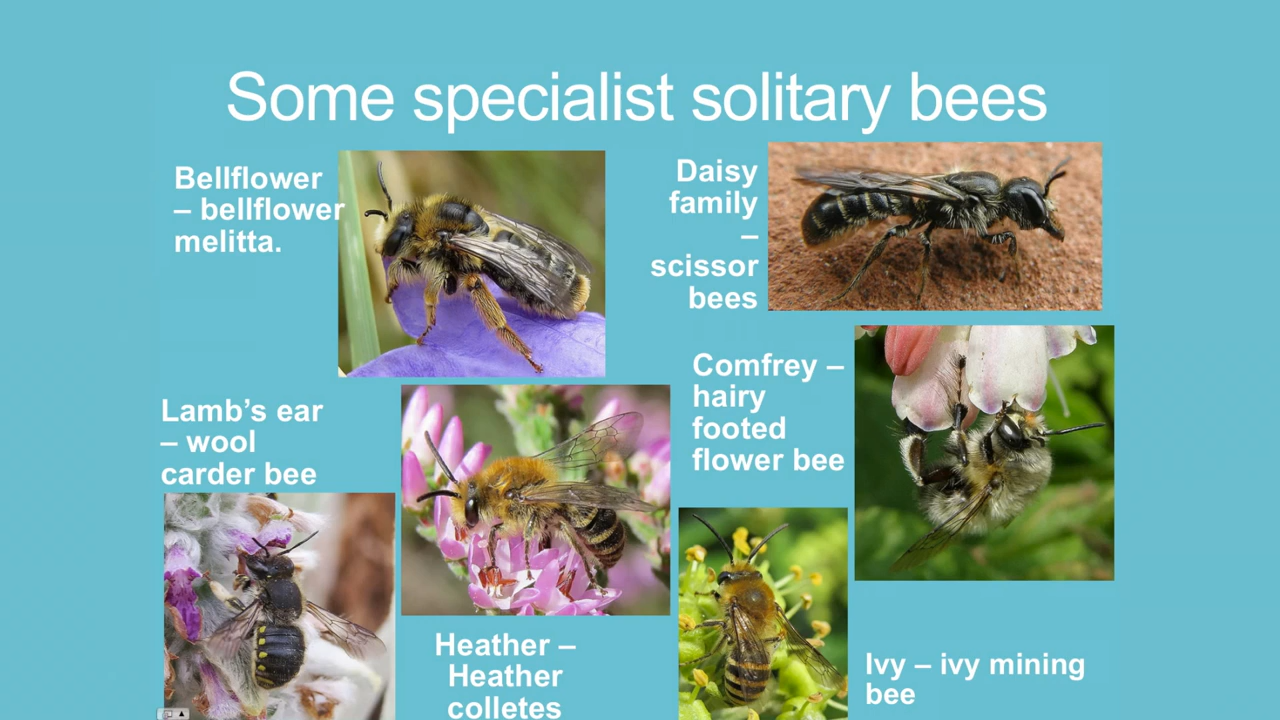 Some specialist solitary bees
Bellflower
– bellflower
melitta.
Daisy
family
–
scissor
bees
Comfrey –
hairy
footed
flower bee
Lamb’s ear
– wool
carder bee
Heather –
Heather
colletes
Ivy – ivy mining
bee